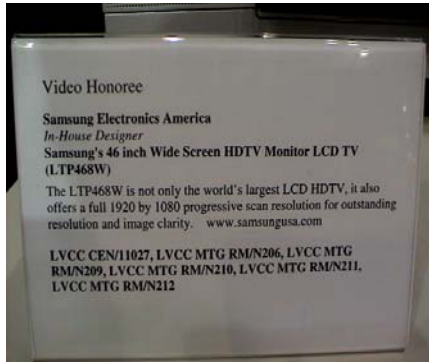 Video Honoree
Samsung Electronics America
In-House Designer
Samsung's 46 inch Wide Screen HDTV Monitor LCD TV
(LTP468W)
The LTP468W is not only the world's largest LCD HDTV, it also
offers a full 1920 by 1080 progressive scan resolution for outstanding
resolution and image clarity. www.samsungusa.com
LVCC CEN/11027, LVCC MTG RM/N206, LVCC MTG
RM/N209, LVCC MTG RM/N210, LVCC MTG RM/N211,
LVCC MTG RM/N212